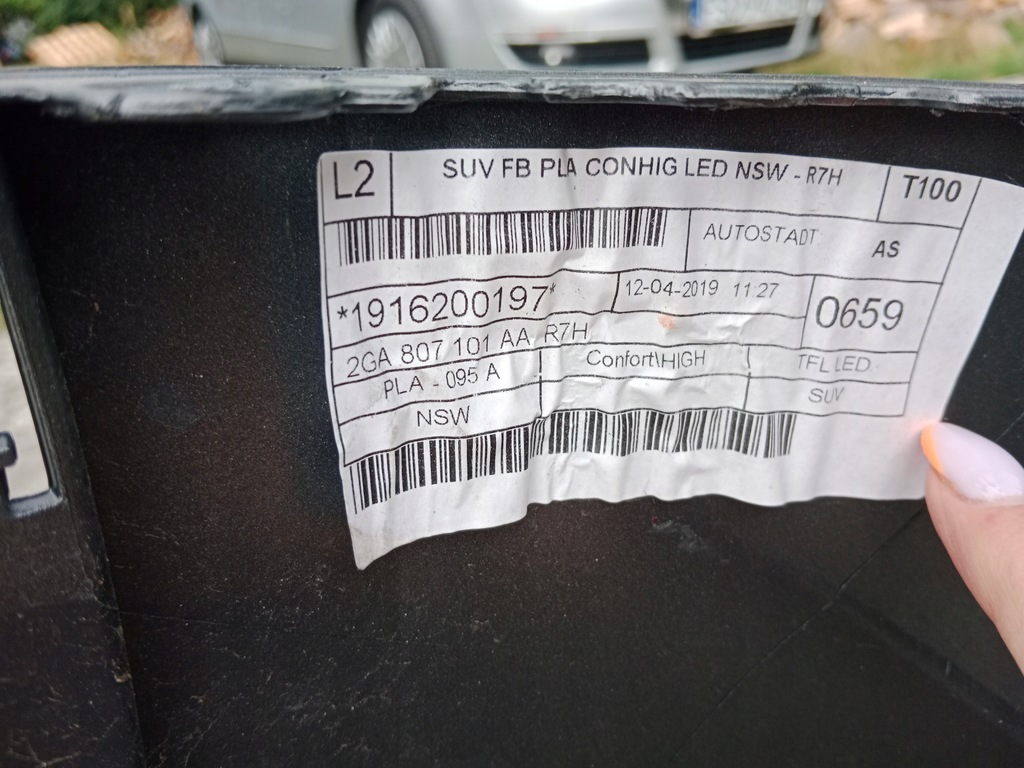 L2 SUV FB PLA CONHIG LED NSW - R7H T100
AUTOSTADT AS
*1916200197* 12-04-2019 11:27 0659
2GA 807 101 AA R7H
PLA - 095 A Confort\HIGH TFL LED
NSW SUV